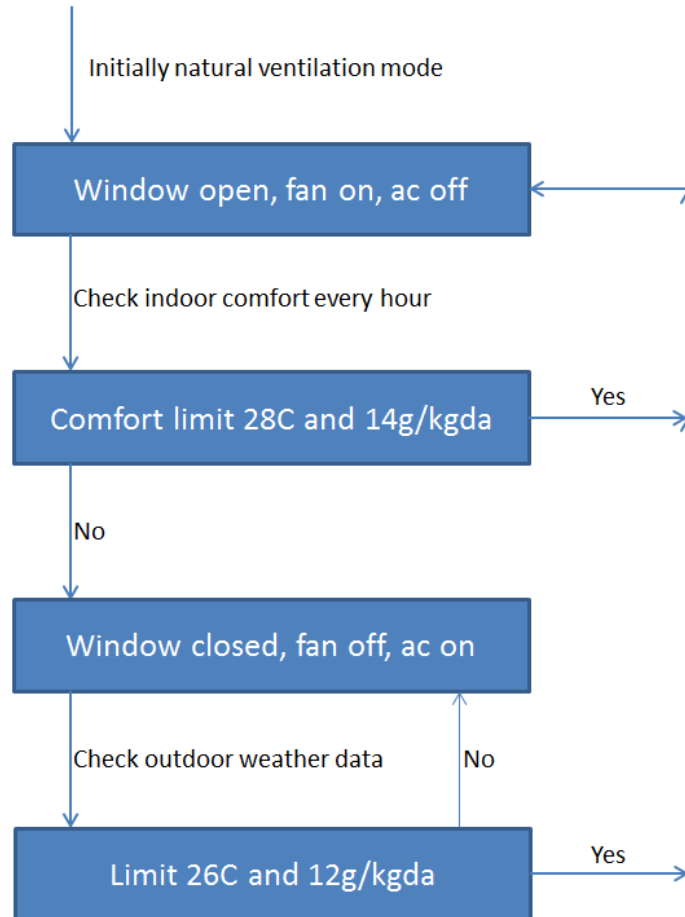 Initially natural ventilation mode
Window open, fan on, ac off
Check indoor comfort every hour
Comfort limit 28C and 14g/kgda
Yes
No
Window closed, fan off, ac on
Check outdoor weather data
No
Limit 26C and 12g/kgda
Yes